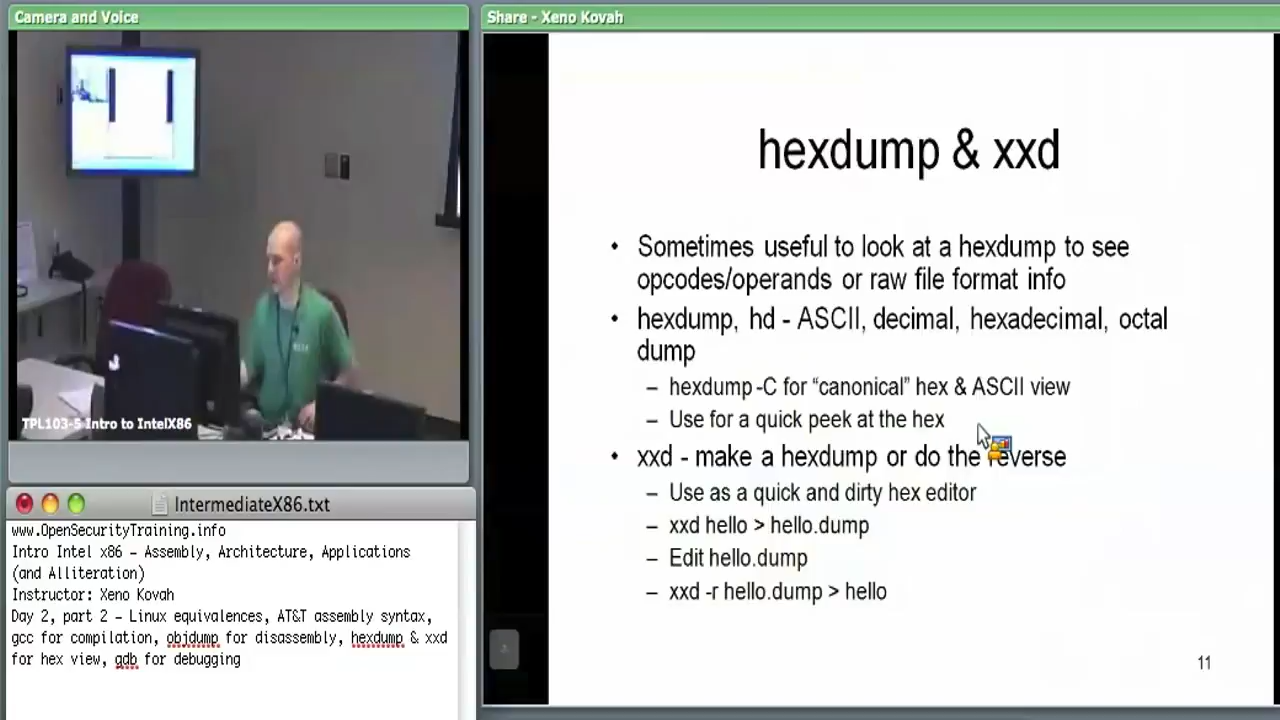 Camera and Voice
TPL103-5 Intro to IntelX86
IntermediateX86.txt
www.OpenSecurityTraining.info
Intro Intel x86 – Assembly, Architecture, Applications
(and Alliteration)
Instructor: Xeno Kovah
Day 2, part 2 – Linux equivalences, AT&T assembly syntax,
gcc for compilation, objdump for disassembly, hexdump & xxd
for hex view, gdb for debugging
Share - Xeno Kovah
hexdump & xxd
• Sometimes useful to look at a hexdump to see
opcodes/operands or raw file format info
• hexdump, hd - ASCII, decimal, hexadecimal, octal
dump
– hexdump -C for “canonical” hex & ASCII view
– Use for a quick peek at the hex
• xxd - make a hexdump or do the reverse
– Use as a quick and dirty hex editor
– xxd hello > hello.dump
– Edit hello.dump
– xxd -r hello.dump > hello
11